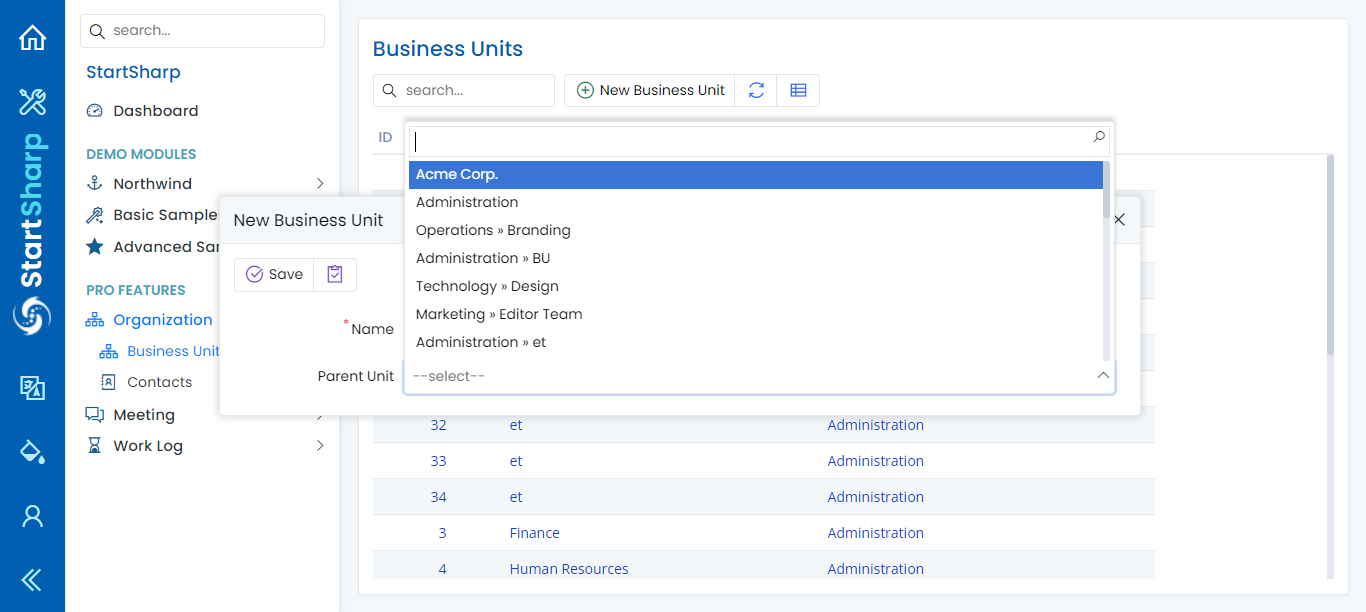 StartSharp
search...
StartSharp
Dashboard
DEMO MODULES
Northwind
Basic Sample
Advanced Sa
PRO FEATURES
Organization
Business Unit
Contacts
Meeting
Work Log
Business Units
search...
New Business Unit
ID
New Business Unit
Save
*Name
Parent Unit
Acme Corp.
Administration
Operations » Branding
Administration » BU
Technology » Design
Marketing » Editor Team
Administration » et
--select--
32 et Administration
33 et Administration
34 et Administration
3 Finance Administration
4 Human Resources Administration